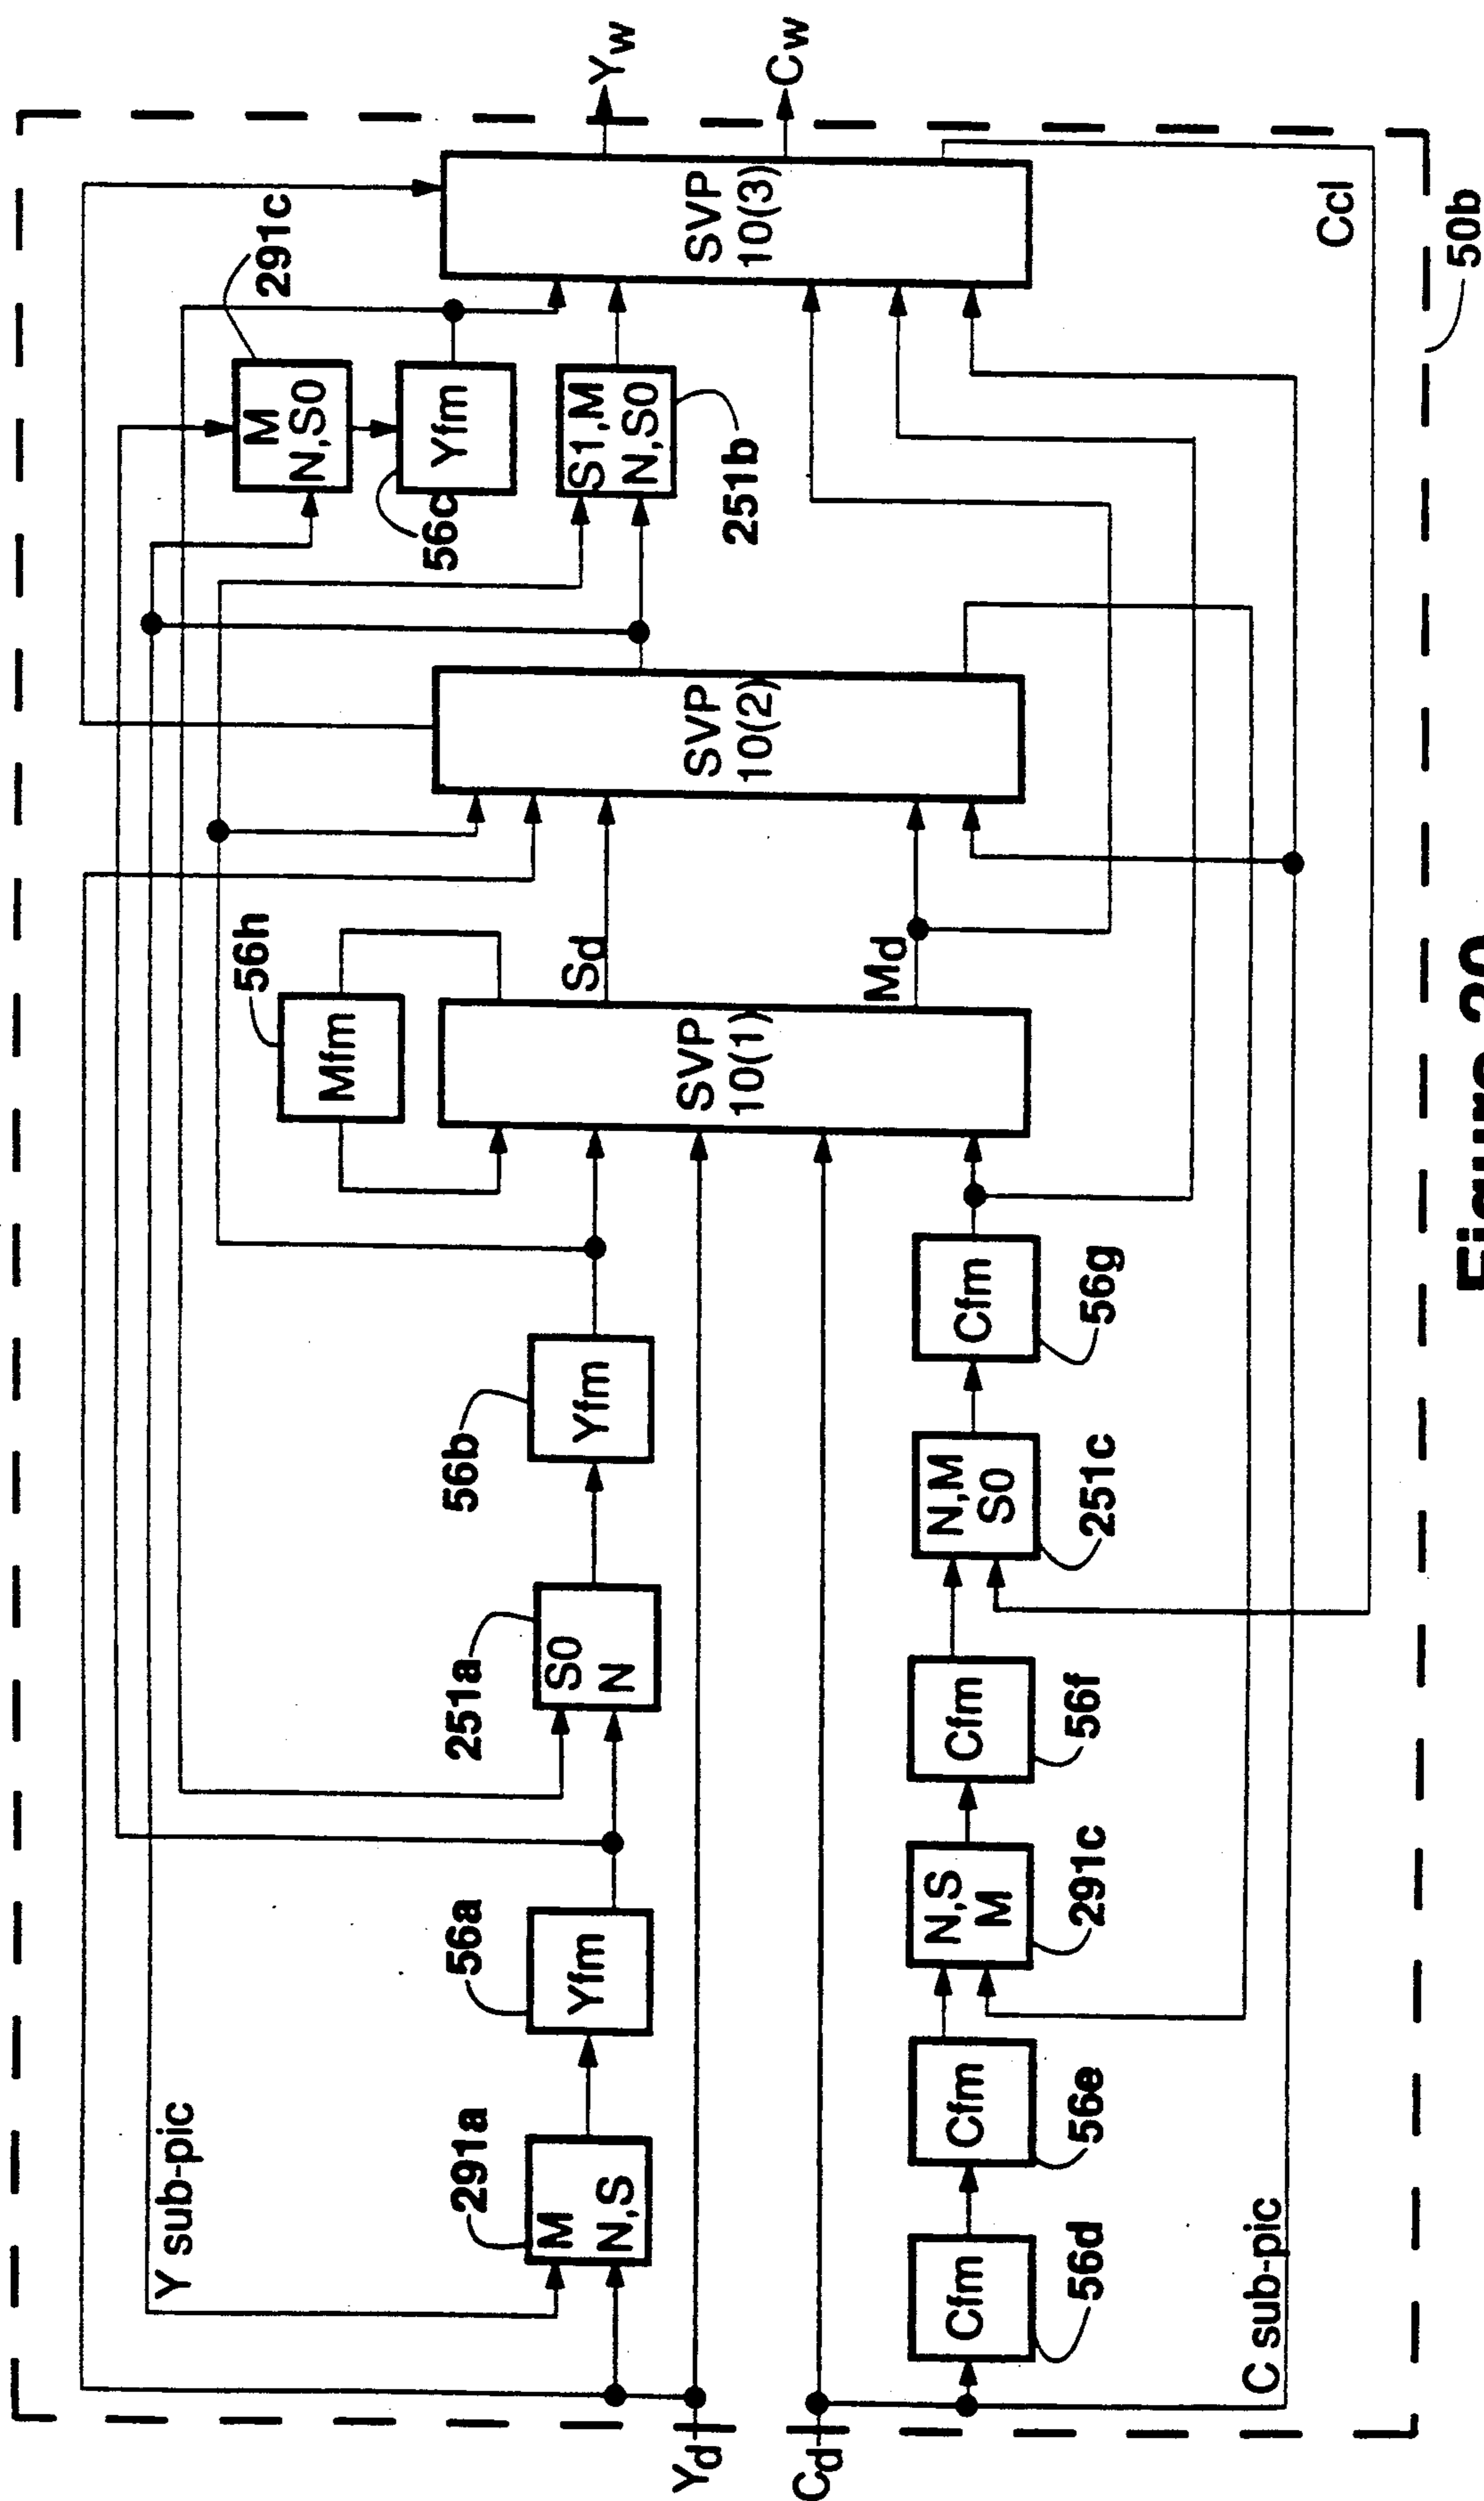 Y sub-pic
291a
M
N,S
56a
Yfm
251a
S0
N
56b
Yfm
56h
Mfm
291c
M
N,S0
56c
Yfm
S1,M
N,S0
251b
Yd
Cd
SVP
10(1)
Sd
Md
SVP
10(2)
SVP
10(3)
Yw
Cw
Cfm
56d
Cfm
56e
N,S
M
291c
Cfm
56f
N,M
S0
251c
Cfm
56g
C sub-pic
Ccl
50b
Figure